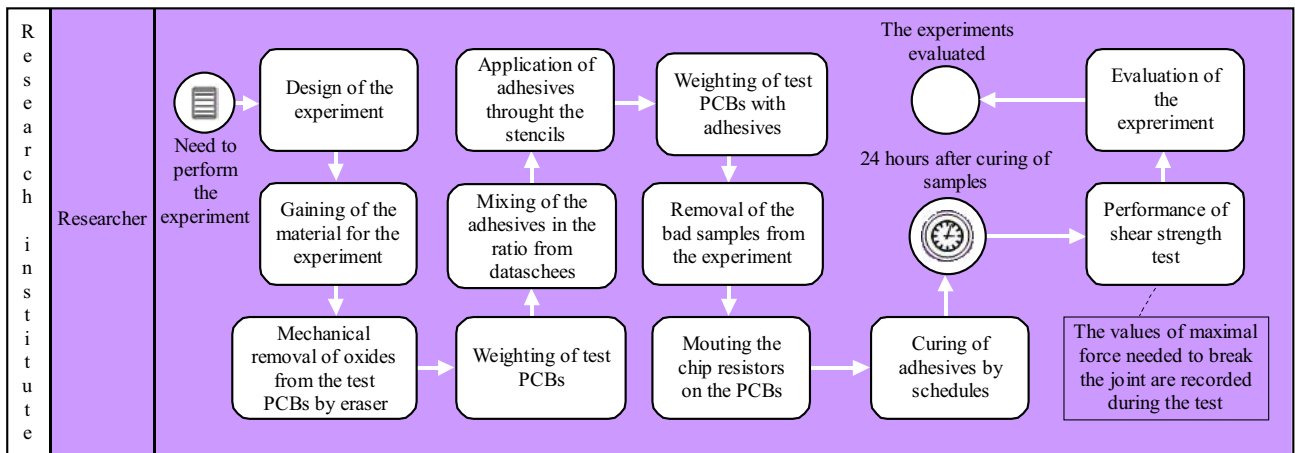 Research institute
Researcher
Need to
perform
the
experiment
Design of the
experiment
Gaining of the
material for the
experiment
Mechanical
removal of oxides
from the test
PCBs by eraser
Weighting of test
PCBs
Mixing of the
adhesives in the
ratio from
dataschees
Application of
adhesives
throught the
stencils
Weighting of test
PCBs with
adhesives
Removal of the
bad samples from
the experiment
Mouting the
chip resistors
on the PCBs
Curing of
adhesives by
schedules
24 hours after curing of
samples
Performance of
shear strength
test
The values of maximal
force needed to break
the joint are recorded
during the test
Evaluation of
the
expreriment
The experiments
evaluated